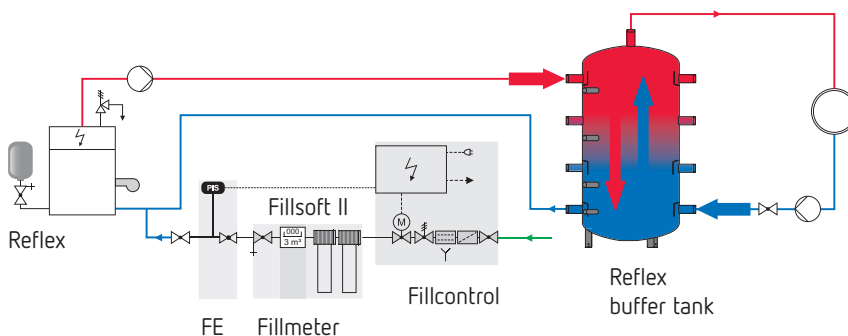 PIS
Fillsoft II
M
000
3 m³
Reflex
Fillcontrol
Reflex
buffer tank
FE
Fillmeter